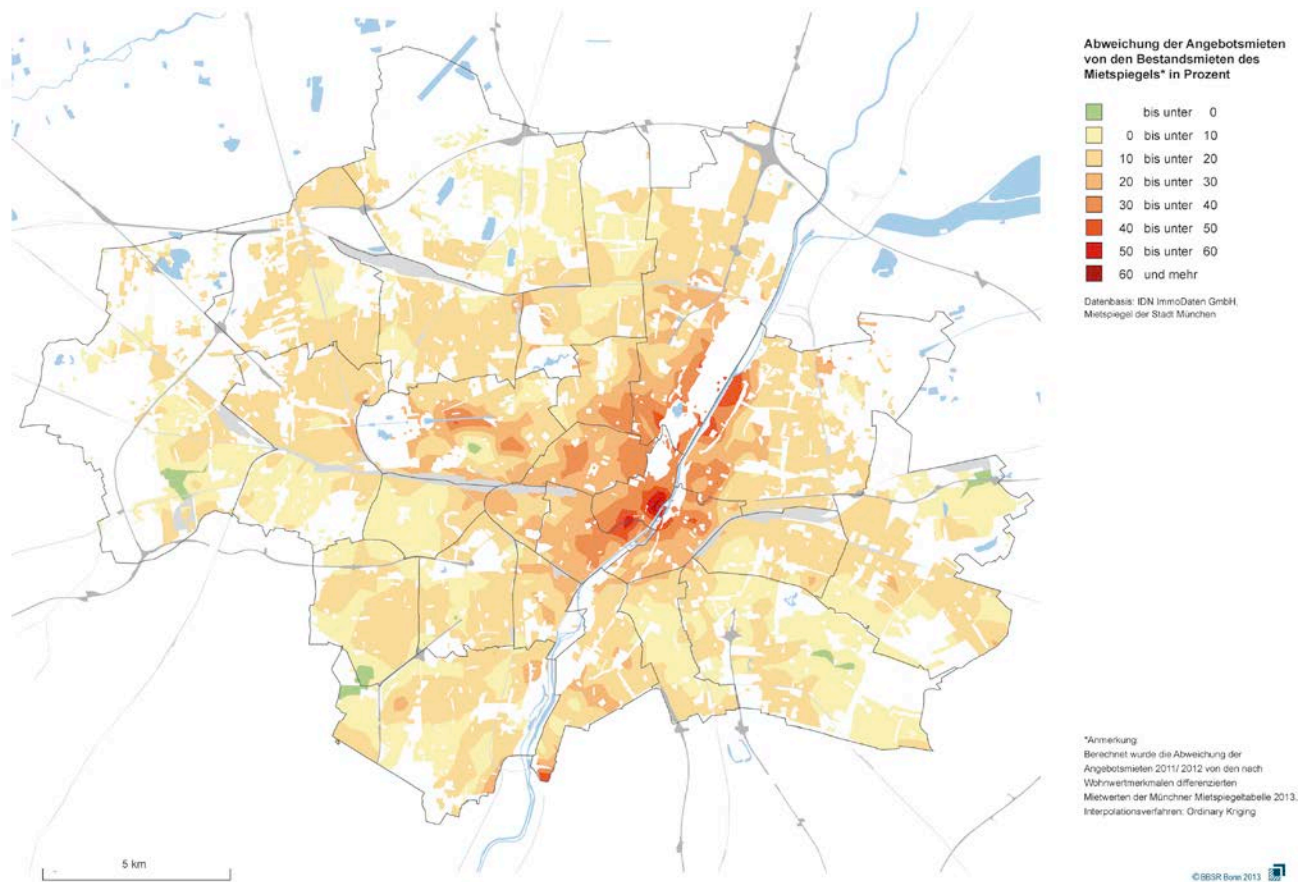 Abweichung der Angebotsmieten
von den Bestandsmieten des
Mietspiegels* in Prozent
bis unter 0
0 bis unter 10
10 bis unter 20
20 bis unter 30
30 bis unter 40
40 bis unter 50
50 bis unter 60
60 und mehr
Datenbasis: IDN ImmoDaten GmbH,
Mietspiegel der Stadt München
*Anmerkung:
Berechnet wurde die Abweichung der
Angebotsmieten 2011/ 2012 von den nach
Wohnwertmerkmalen differenzierten
Mietwerten der Münchner Mietspiegeltabelle 2013.
Interpolationsverfahren: Ordinary Kriging
5 km
©BBSR Bonn 2013